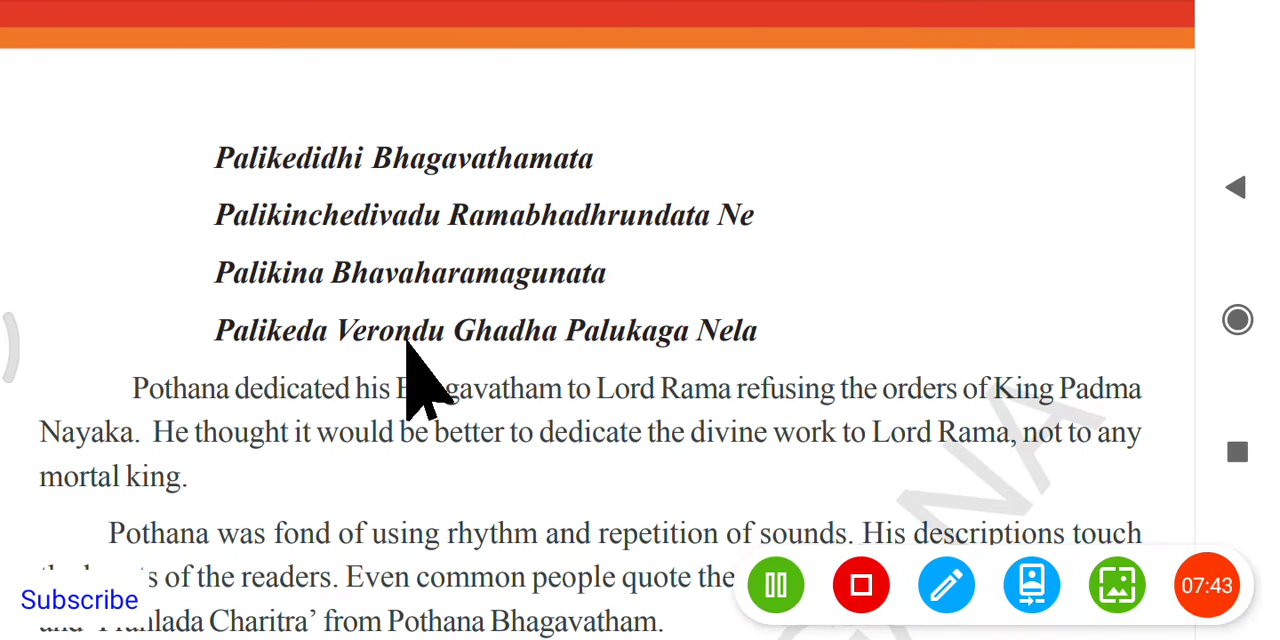 Palikedidhi Bhagavathamata
Palikinchedivadu Ramabhadhrundata Ne
Palikina Bhavaharamagunata
Palikeda Verondu Ghadha Palukaga Nela
Pothana dedicated his Bhagavatham to Lord Rama refusing the orders of King Padma
Nayaka. He thought it would be better to dedicate the divine work to Lord Rama, not to any
mortal king.
Pothana was fond of using rhythm and repetition of sounds. His descriptions touch
of the readers. Even common people quote the
Charitra' from Pothana Bhagavatham.
Subscribe
07:43